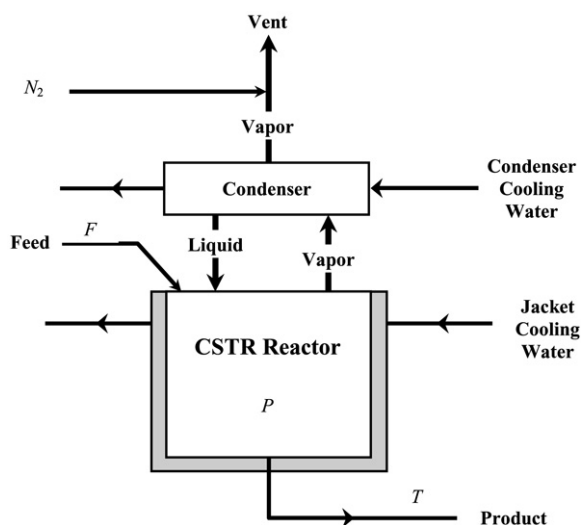 Vent
N2
Vapor
Condenser
Condenser
Cooling
Water
Feed
F
Liquid
Vapor
CSTR Reactor
Jacket
Cooling
Water
P
T
Product